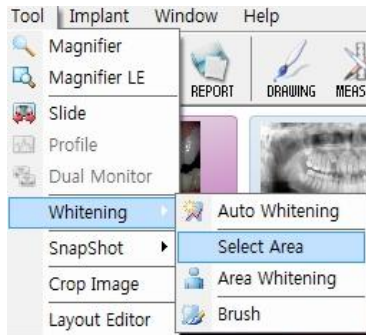 Tool Implant Window Help
Magnifier
Magnifier LE
REPORT DRAWING
Slide
Profile
Dual Monitor
Whitening
Auto Whitening
SnapShot
Select Area
Crop Image
Area Whitening
Layout Editor
Brush